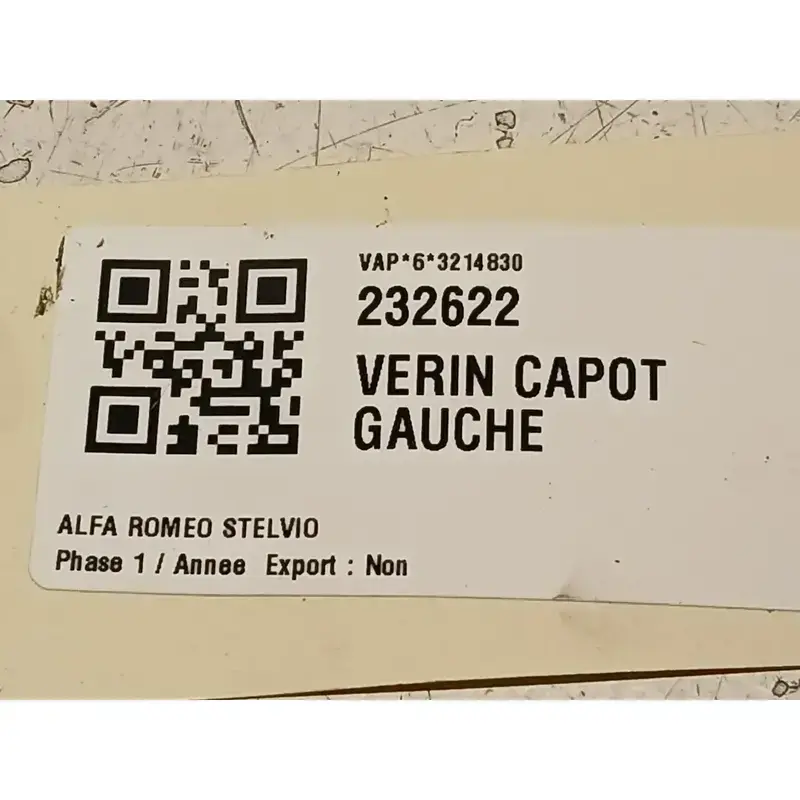 VAP*6*3214830
232622
VERIN CAPOT
GAUCHE
ALFA ROMEO STELVIO
Phase 1 / Annee Export : Non